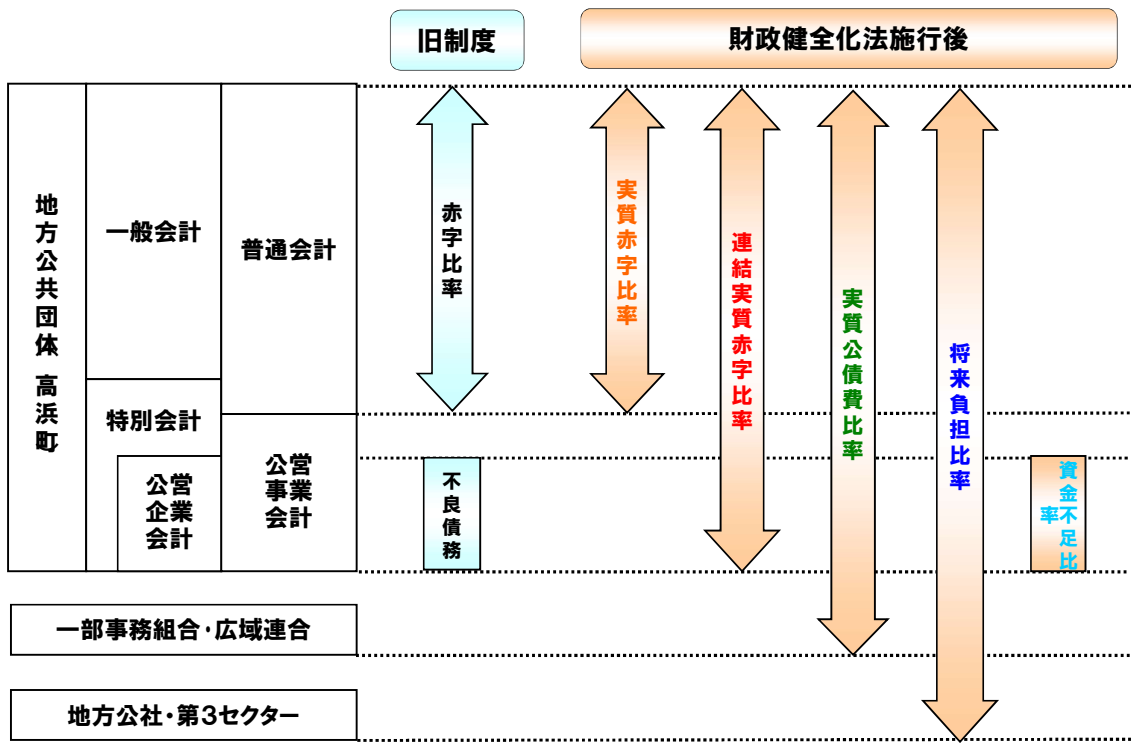 旧制度
財政健全化法施行後
地方公共団体 高浜町
一般会計
普通会計
特別会計
公営
企業
会計
公営
事業
会計
赤字比率
不良債務
実質赤字比率
連結実質赤字比率
実質公債費比率
将来負担比率
資金不足比
率
一部事務組合・広域連合
地方公社・第3セクター